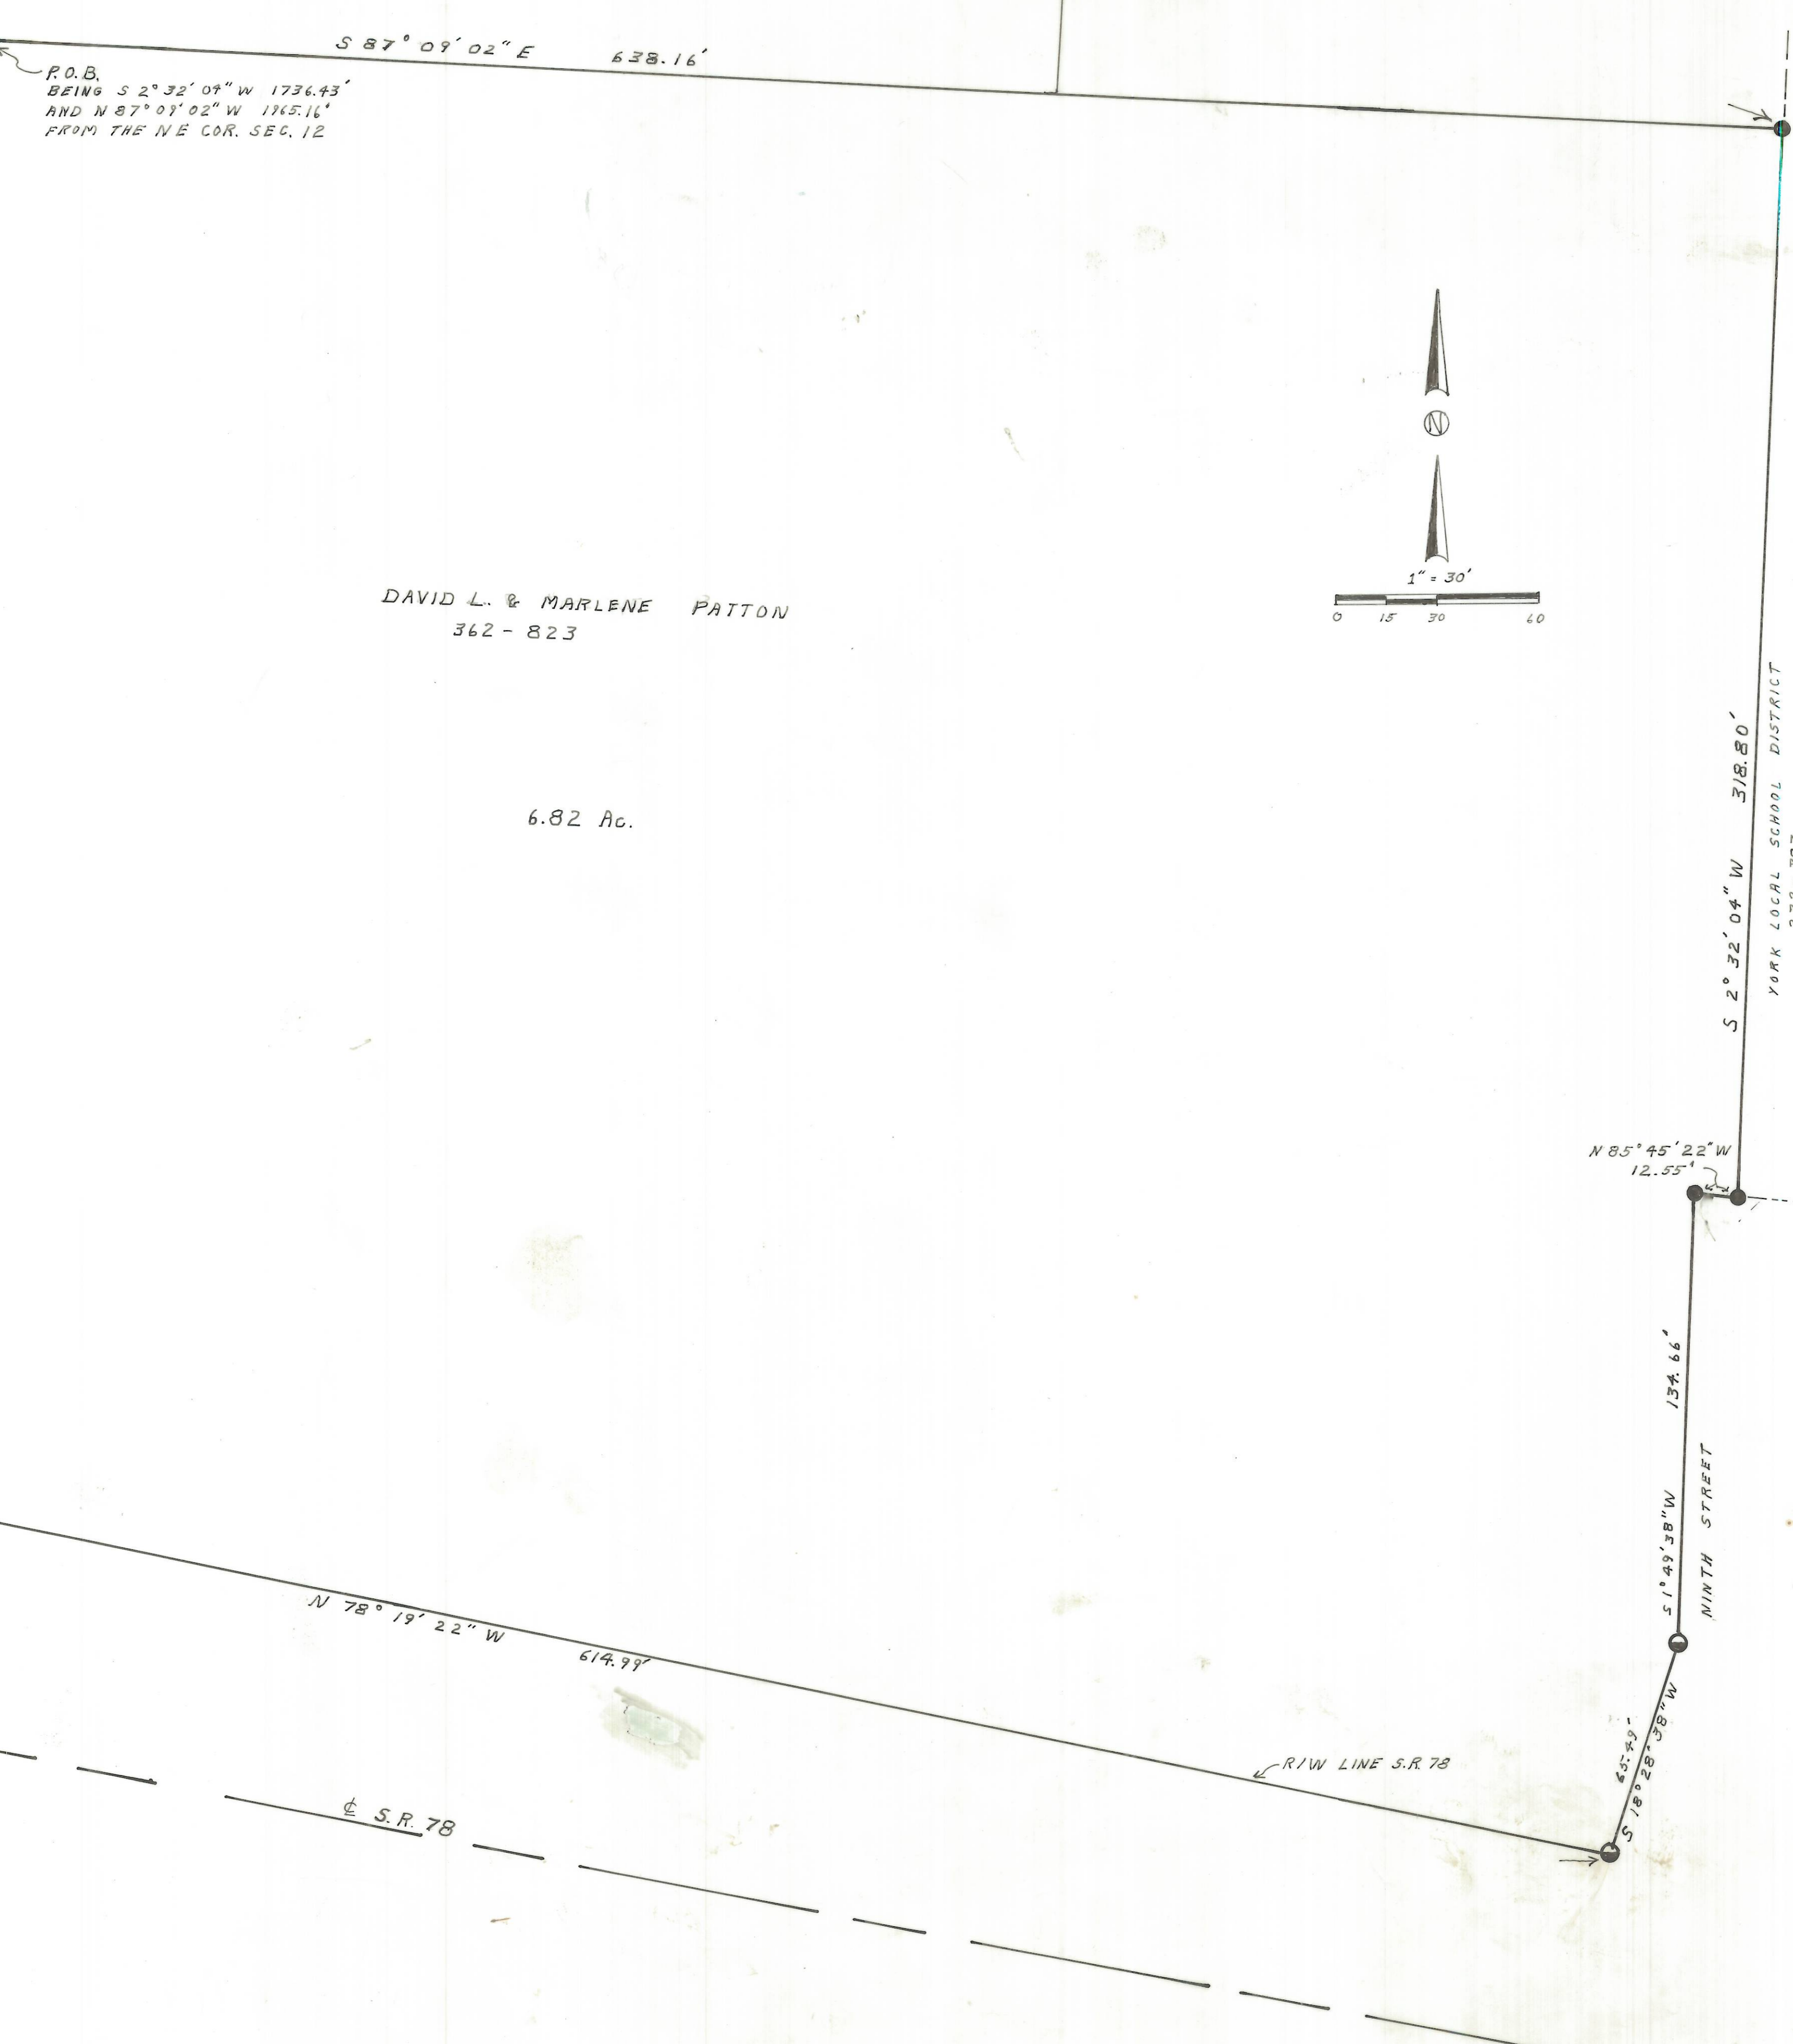 S 87° 09' 02" E 638.16'
P.O.B.
BEING S 2° 32' 04" W 1736.43'
AND N 87° 09' 02" W 1965.16'
FROM THE NE COR. SEC. 12
N
1" = 30'
0 15 30 60
DAVID L. & MARLENE PATTON
362 - 823
6.82 Ac.
S 2° 32' 04" W 318.80'
YORK LOCAL SCHOOL DISTRICT
N 85° 45' 22" W
12.55'
S 1° 49' 38" W 134.66'
NINTH STREET
N 78° 19' 22" W
614.99'
R/W LINE S.R. 78
65.49'
S 18° 28' 38" W
℄ S.R. 78